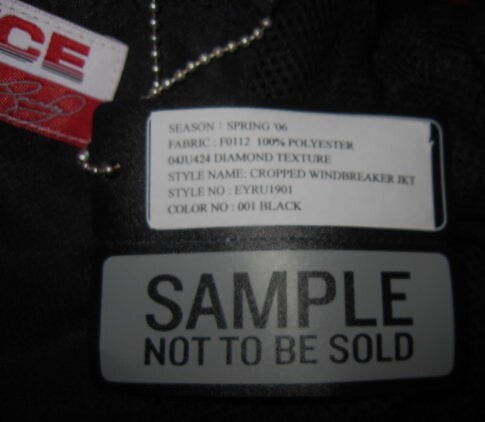 CE
SEASON : SPRING '06
FABRIC : F0112 100% POLYESTER
04JU424 DIAMOND TEXTURE
STYLE NAME: CROPPED WINDBREAKER JKT
STYLE NO : EYRU1901
COLOR NO : 001 BLACK
SAMPLE
NOT TO BE SOLD